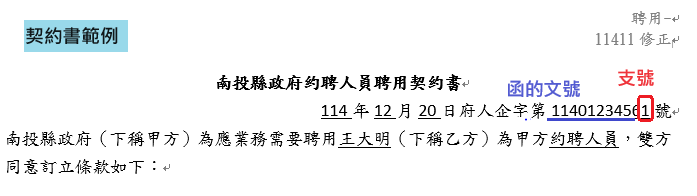 聘用-
契約書範例
11411 修正
南投縣政府約聘人員聘用契約書
函的文號 支號
114 年 12 月 20 日府人企字第 11401234561 號
南投縣政府（下稱甲方）為應業務需要聘用王大明（下稱乙方）為甲方約聘人員，雙方
同意訂立條款如下：